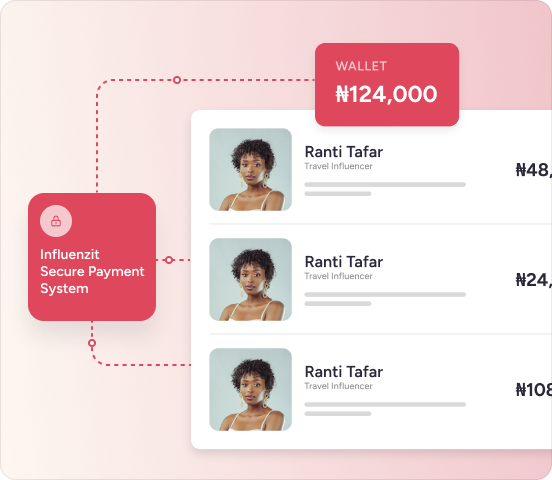 WALLET
₦124,000
Ranti Tafar
Travel Influencer
₦48,
Influenzit
Secure Payment
System
Ranti Tafar
Travel Influencer
₦24,
Ranti Tafar
Travel Influencer
₦108